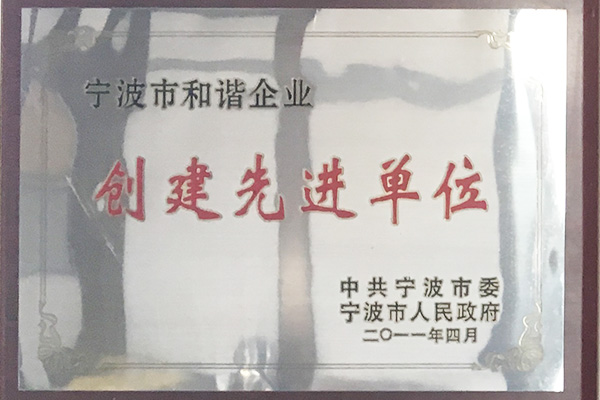 宁波市和谐企业
创建先进单位
中共宁波市委
宁波市人民政府
二〇一一年四月